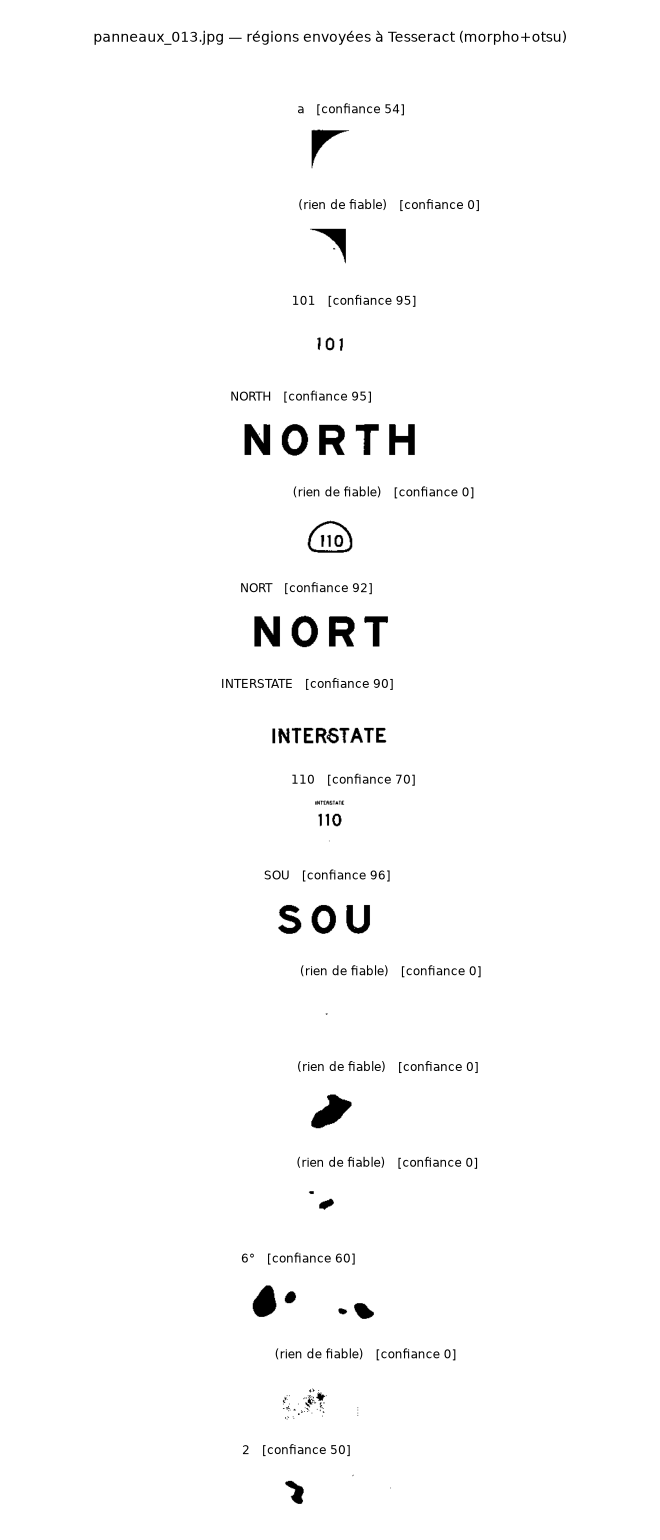 panneaux_013.jpg — régions envoyées à Tesseract (morpho+otsu)
a [confiance 54]
(rien de fiable) [confiance 0]
101 [confiance 95]
101
NORTH [confiance 95]
NORTH
(rien de fiable) [confiance 0]
110
NORT [confiance 92]
NORT
INTERSTATE [confiance 90]
INTERSTATE
110 [confiance 70]
INTERSTATE
110
SOU [confiance 96]
SOU
(rien de fiable) [confiance 0]
(rien de fiable) [confiance 0]
(rien de fiable) [confiance 0]
6° [confiance 60]
(rien de fiable) [confiance 0]
2 [confiance 50]